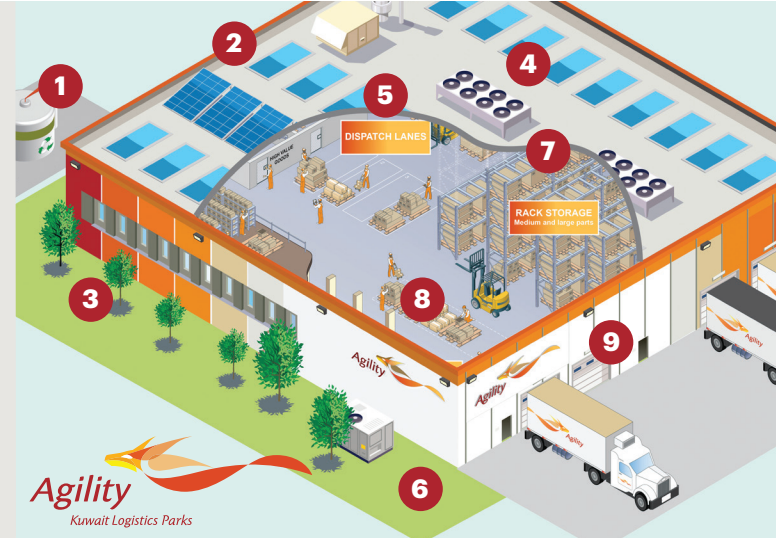 1
2
3
4
5
6
7
8
9
HIGH VALUE
GOODS
DISPATCH LANES
RACK STORAGE
Medium and large parts
Agility
Agility
Agility
Agility
Agility
Kuwait Logistics Parks